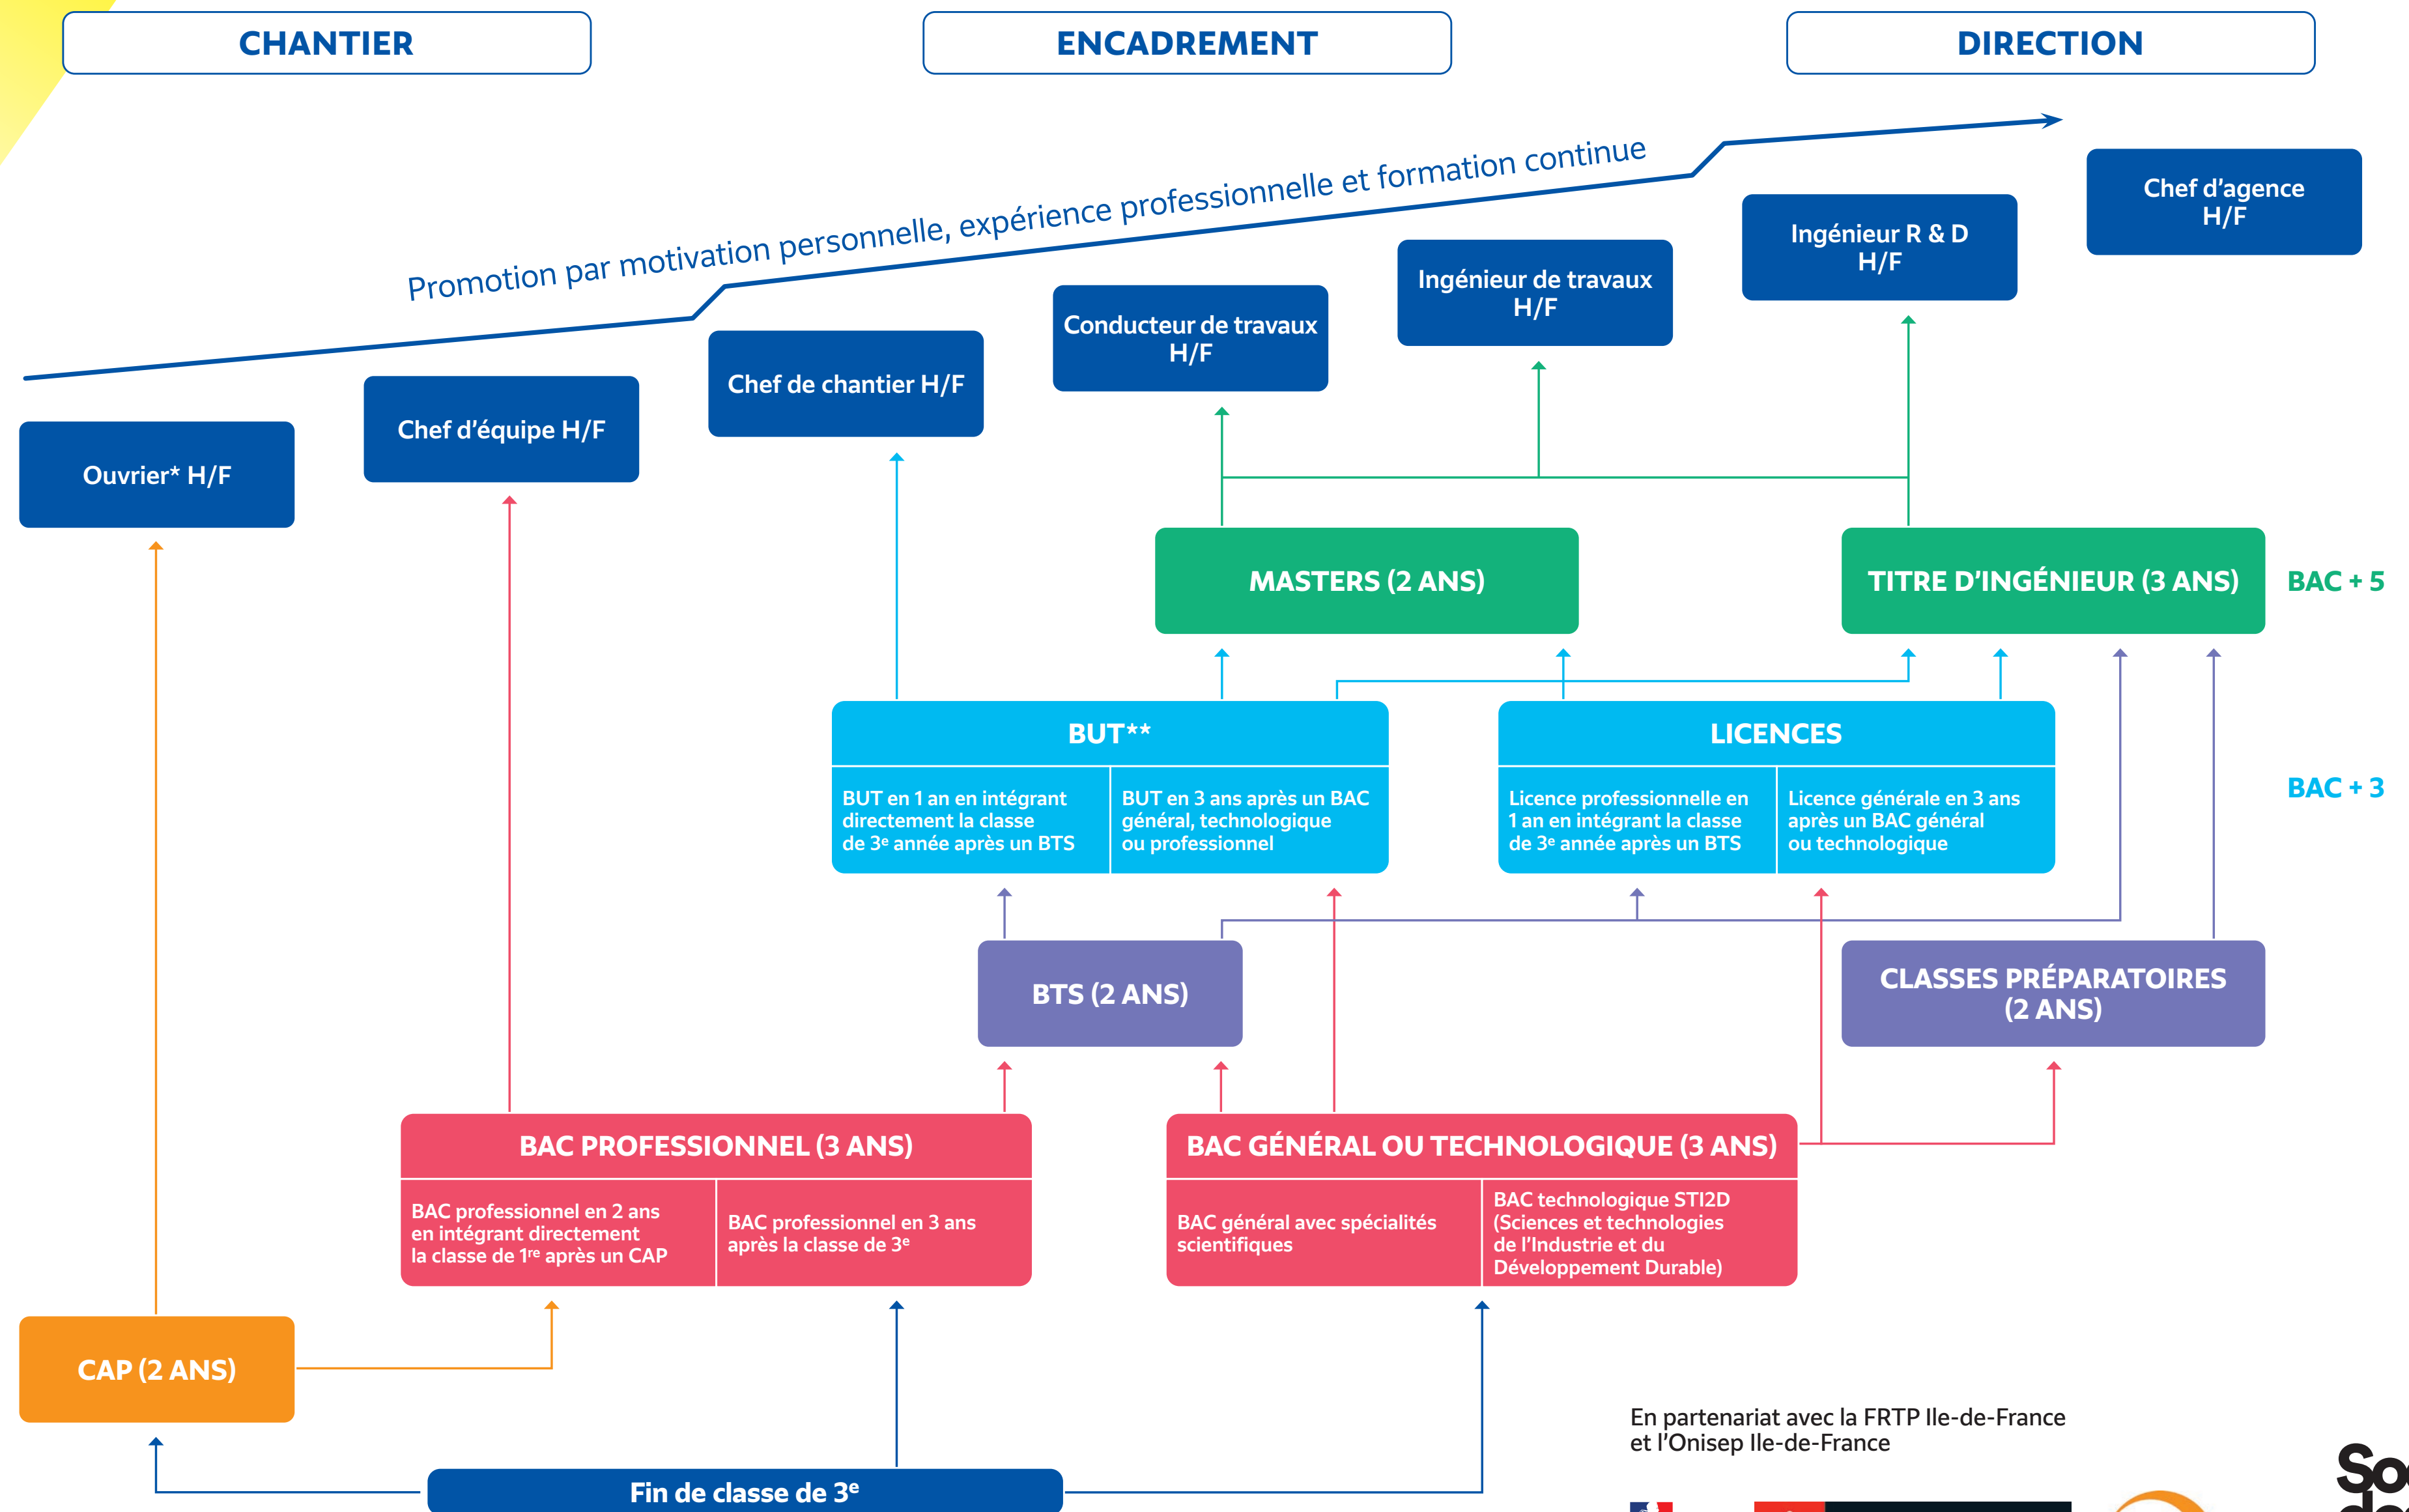 CHANTIER
ENCADREMENT
DIRECTION
Promotion par motivation personnelle, expérience professionnelle et formation continue
Chef d'agence
H/F
Ingénieur R & D
H/F
Ingénieur de travaux
H/F
Conducteur de travaux
H/F
Chef de chantier H/F
Chef d'équipe H/F
Ouvrier* H/F
MASTERS (2 ANS)
TITRE D'INGÉNIEUR (3 ANS)
BAC + 5
BUT**
BUT en 1 an en intégrant
directement la classe
de 3e année après un BTS
BUT en 3 ans après un BAC
général, technologique
ou professionnel
LICENCES
Licence professionnelle en
1 an en intégrant la classe
de 3e année après un BTS
Licence générale en 3 ans
après un BAC général
ou technologique
BAC + 3
BTS (2 ANS)
CLASSES PRÉPARATOIRES
(2 ANS)
BAC PROFESSIONNEL (3 ANS)
BAC professionnel en 2 ans
en intégrant directement
la classe de 1re après un CAP
BAC professionnel en 3 ans
après la classe de 3e
BAC GÉNÉRAL OU TECHNOLOGIQUE (3 ANS)
BAC général avec spécialités
scientifiques
BAC technologique STI2D
(Sciences et technologies
de l'Industrie et du
Développement Durable)
CAP (2 ANS)
Fin de classe de 3e
En partenariat avec la FRTP Ile-de-France
et l'Onisep Ile-de-France